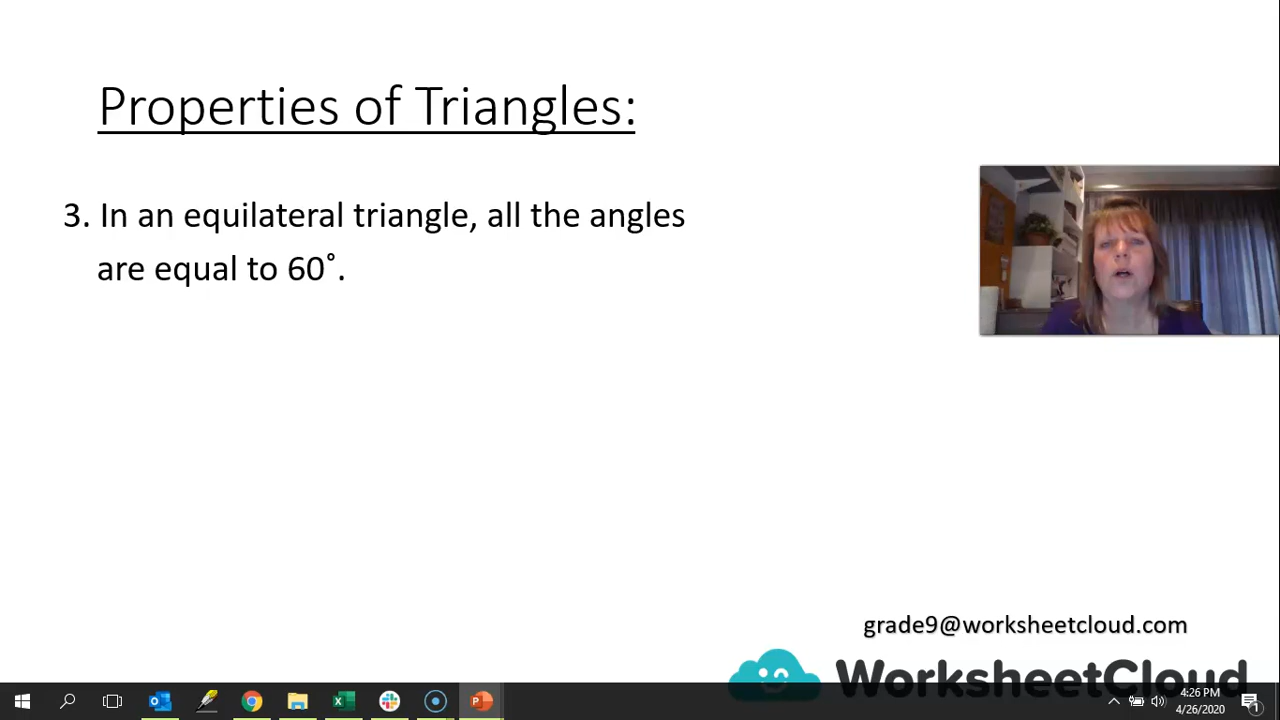 Properties of Triangles:
3. In an equilateral triangle, all the angles
are equal to 60˚.
grade9@worksheetcloud.com
WorksheetCloud
4:26 PM
4/26/2020
1